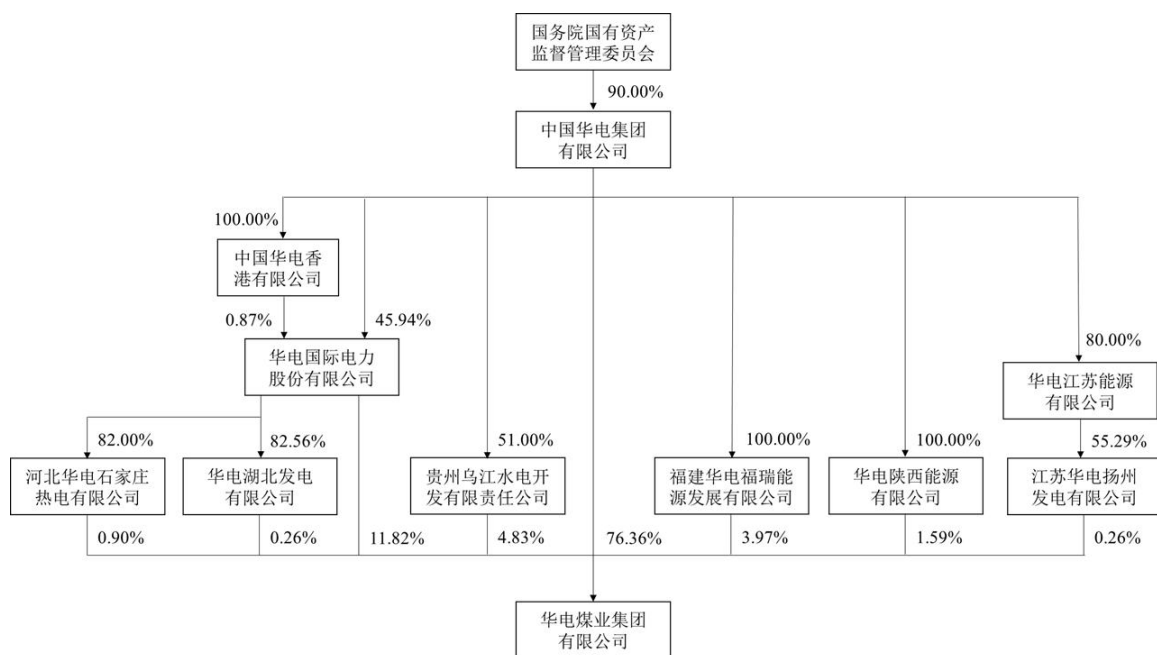 国务院国有资产
监督管理委员会
90.00%
中国华电集团
有限公司
100.00%
中国华电香
港有限公司
0.87%
45.94%
华电国际电力
股份有限公司
80.00%
华电江苏能源
有限公司
82.00%
82.56%
51.00%
100.00%
100.00%
55.29%
河北华电石家庄
热电有限公司
华电湖北发电
有限公司
贵州乌江水电开
发有限责任公司
福建华电福瑞能
源发展有限公司
华电陕西能源
有限公司
江苏华电扬州
发电有限公司
0.90%
0.26%
11.82%
4.83%
76.36%
3.97%
1.59%
0.26%
华电煤业集团
有限公司